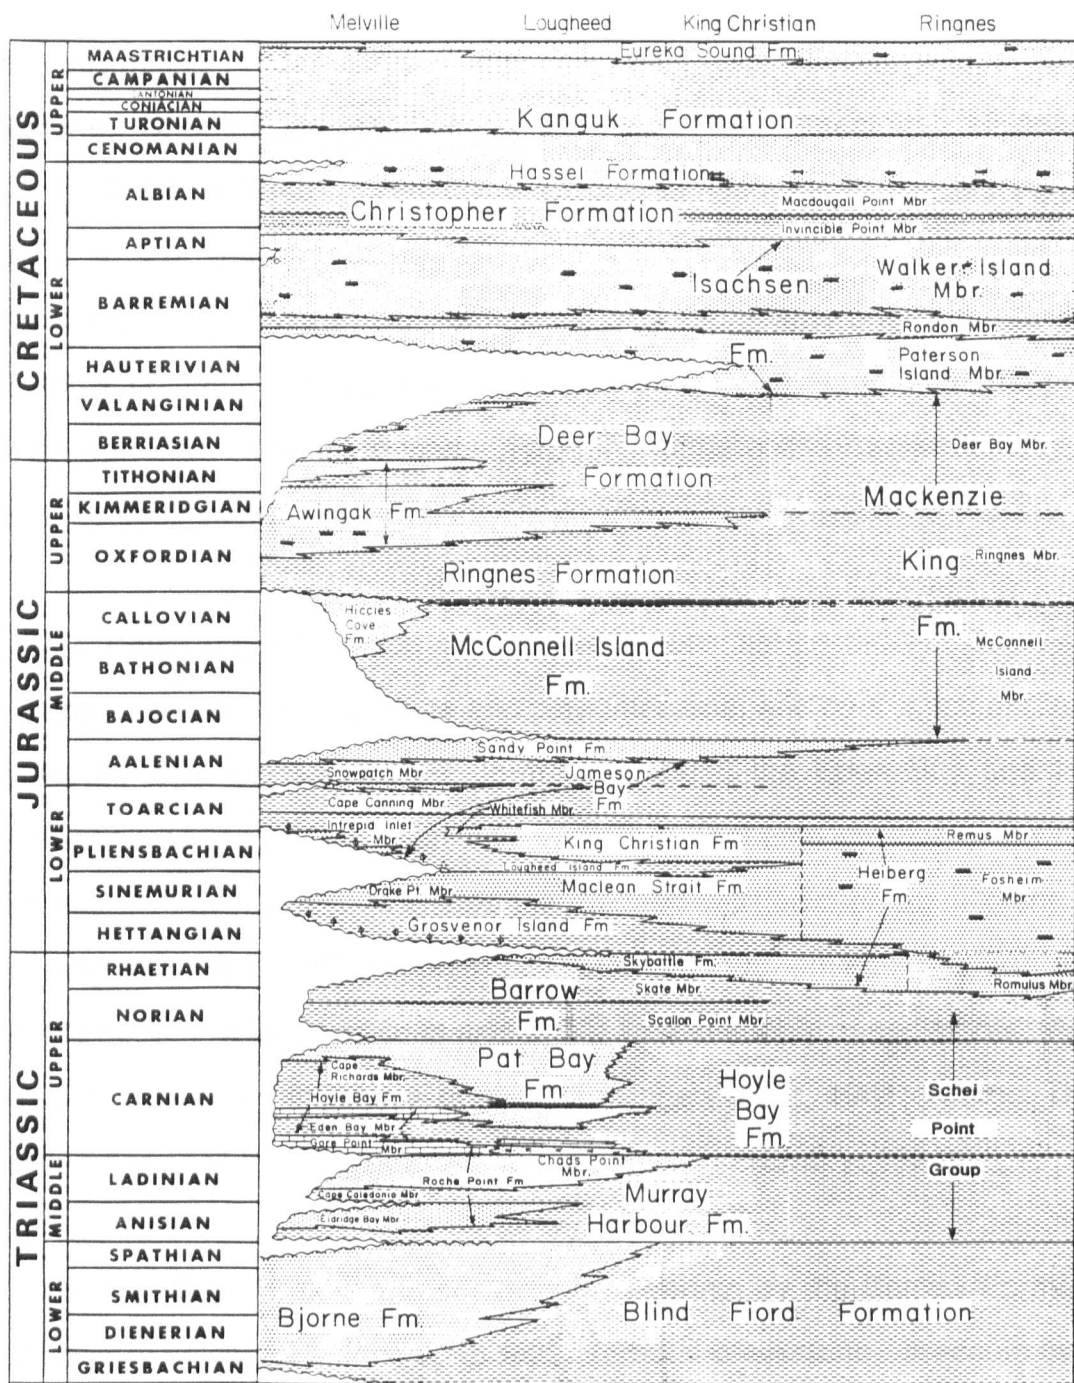 Melville Lougheed King Christian Ringnes
CRETACEOUS
UPPER
LOWER
MAASTRICHTIAN
CAMPANIAN
CONIACIAN
TURONIAN
CENOMANIAN
ALBIAN
APTIAN
BARREMIAN
HAUTERIVIAN
VALANGINIAN
BERRIASIAN
JURASSIC
UPPER
MIDDLE
LOWER
TITHONIAN
KIMMERIDGIAN
OXFORDIAN
CALLOVIAN
BATHONIAN
BAJOCIAN
AALENIAN
TOARCIAN
PLIENSBACHIAN
SINEMURIAN
HETTANGIAN
TRIASSIC
UPPER
MIDDLE
LOWER
RHAETIAN
NORIAN
CARNIAN
LADINIAN
ANISIAN
SPATHIAN
SMITHIAN
DIENERIAN
GRIESBACHIAN
Eureka Sound Fm.
Kanguk Formation
Hassel Formation
Macdougall Point Mbr.
Christopher Formation
Invincible Point Mbr.
Isachsen
Fm.
Walker Island
Mbr.
Rondon Mbr.
Paterson
Island Mbr.
Deer Bay
Formation
Deer Bay Mbr.
Awingak Fm.
Mackenzie
King
Fm.
Ringnes Mbr.
Ringnes Formation
Hiccles
Cove
Fm.
McConnell Island
Fm.
McConnell
Island
Mbr.
Sandy Point Fm.
Snowpatch Mbr
Jameson
Bay
Fm
Cape Canning Mbr.
Whitefish Mbr.
Intrepid Inlet
Mbr
King Christian Fm
Remus Mbr
Lougheed Island Fm.
Heiberg
Fm.
Fosheim
Mbr
Drake Pt. Mbr.
Maclean Strait Fm.
Grosvenor Island Fm
Skybattle Fm.
Romulus Mbr.
Barrow
Fm.
Skate Mbr.
Scallon Point Mbr.
Pat Bay
Fm
Cape
Richards Mbr.
Hoyle Bay Fm.
Eden Bay Mbr
Gore Point
Mbr
Hoyle
Bay
Fm.
Schei
Point
Group
Chads Point
Mbr.
Roche Point Fm
Cape Caledonia Mbr
Eldridge Bay Mbr
Murray
Harbour Fm.
Bjorne Fm.
Blind Fiord Formation